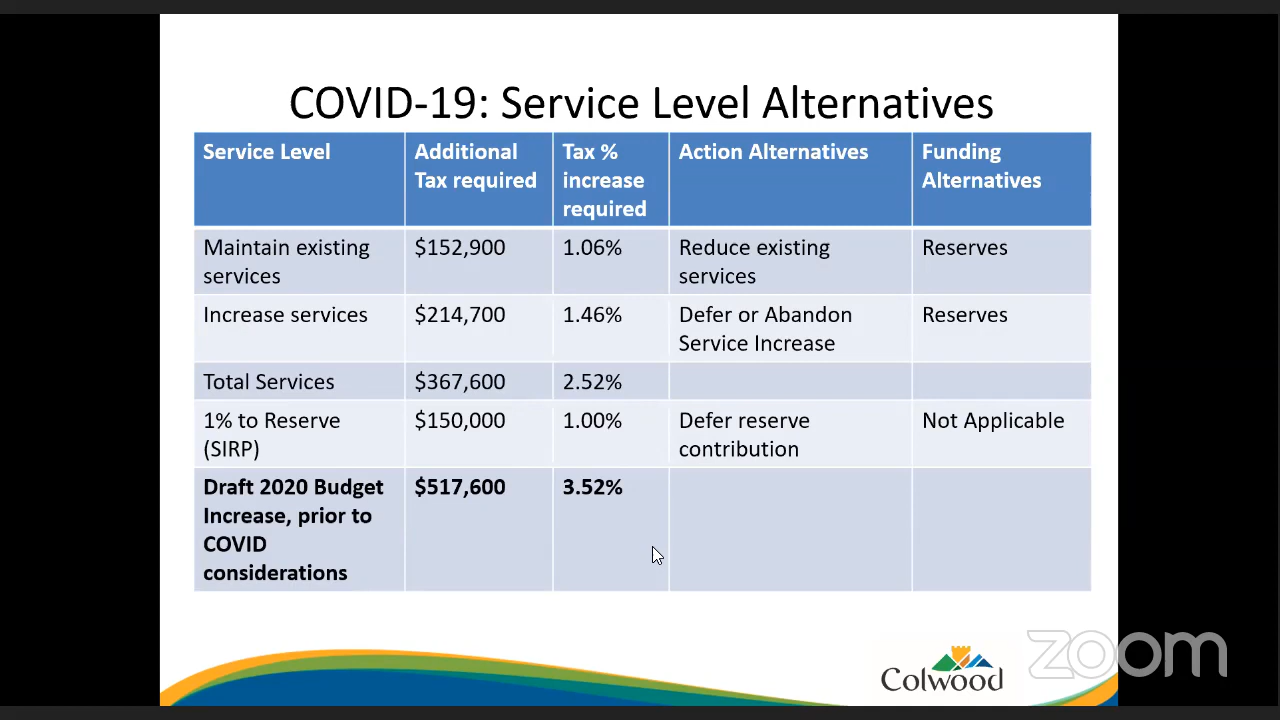 COVID-19: Service Level Alternatives
Service Level
Additional
Tax required
Tax %
increase
required
Action Alternatives
Funding
Alternatives
Maintain existing
services
$152,900
1.06%
Reduce existing
services
Reserves
Increase services
$214,700
1.46%
Defer or Abandon
Service Increase
Reserves
Total Services
$367,600
2.52%
1% to Reserve
(SIRP)
$150,000
1.00%
Defer reserve
contribution
Not Applicable
Draft 2020 Budget
Increase, prior to
COVID
considerations
$517,600
3.52%
Colwood
zoom